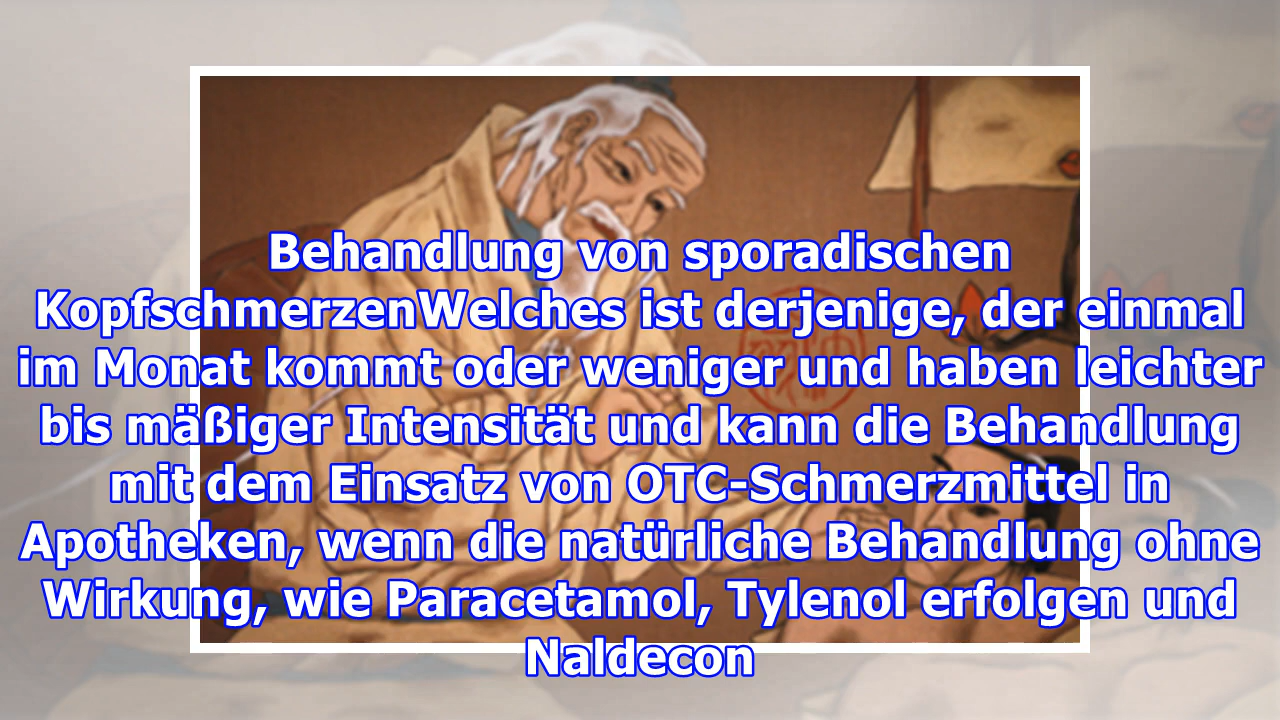 Behandlung von sporadischen
KopfschmerzenWelches ist derjenige, der einmal
im Monat kommt oder weniger und haben leichter
bis mäßiger Intensität und kann die Behandlung
mit dem Einsatz von OTC-Schmerzmittel in
Apotheken, wenn die natürliche Behandlung ohne
Wirkung, wie Paracetamol, Tylenol erfolgen und
Naldecon